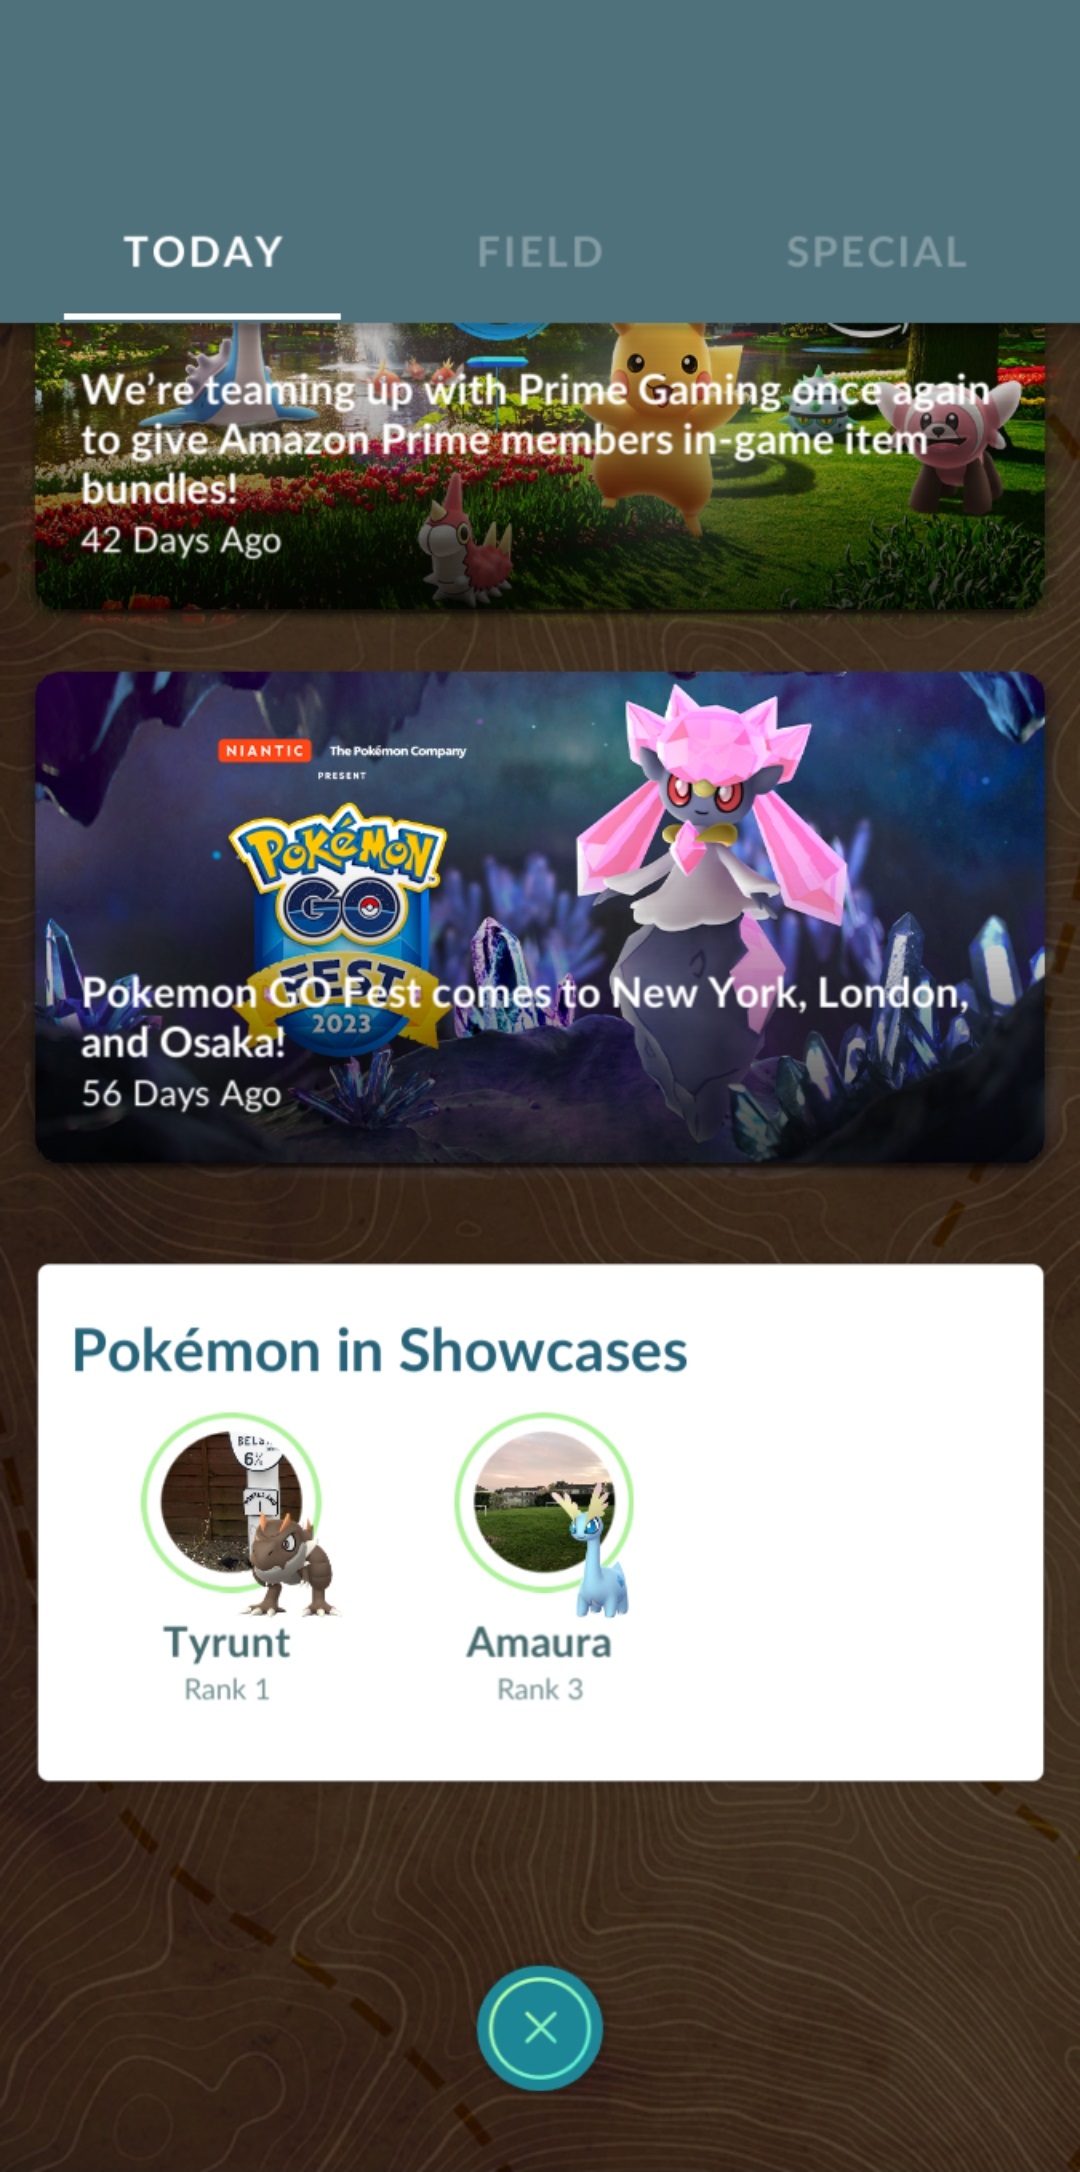 TODAY
FIELD
SPECIAL
We're teaming up with Prime Gaming once again
to give Amazon Prime members in-game item
bundles!
42 Days Ago
NIANTIC
The Pokémon Company
PRESENT
POKéMON
GO
FEST
2023
Pokemon GO Fest comes to New York, London,
and Osaka!
56 Days Ago
Pokémon in Showcases
6½
Tyrunt
Amaura
Rank 1
Rank 3